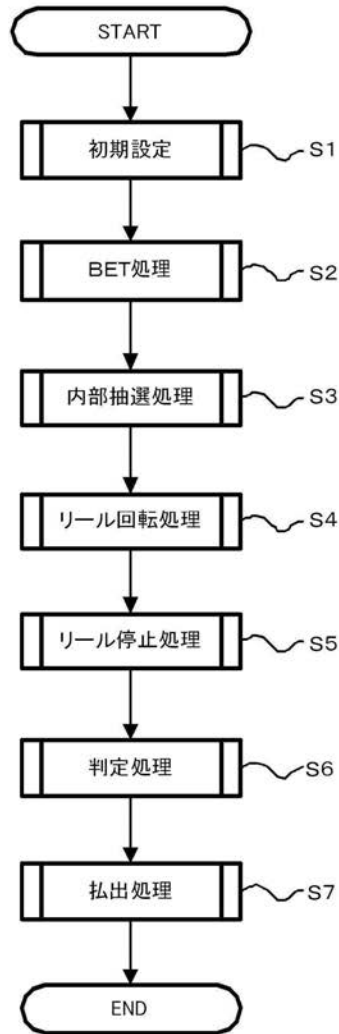 START
初期設定
S1
BET処理
S2
内部抽選処理
S3
リール回転処理
S4
リール停止処理
S5
判定処理
S6
払出処理
S7
END